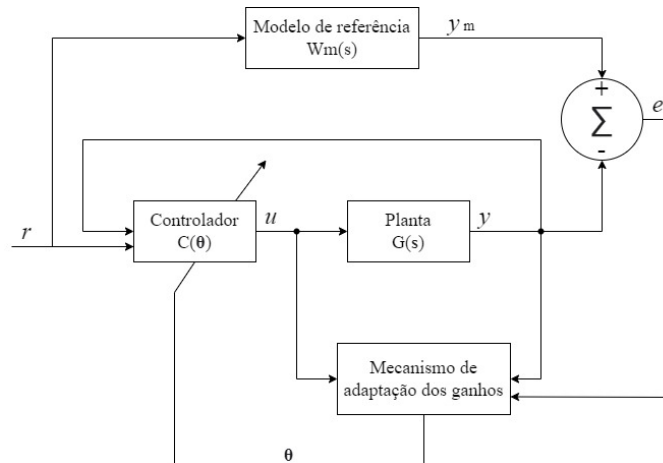 Modelo de referência
Wm(s)
y m
+
Σ
-
e
r
Controlador
C(θ)
u
Planta
G(s)
y
Mecanismo de
adaptação dos ganhos
θ